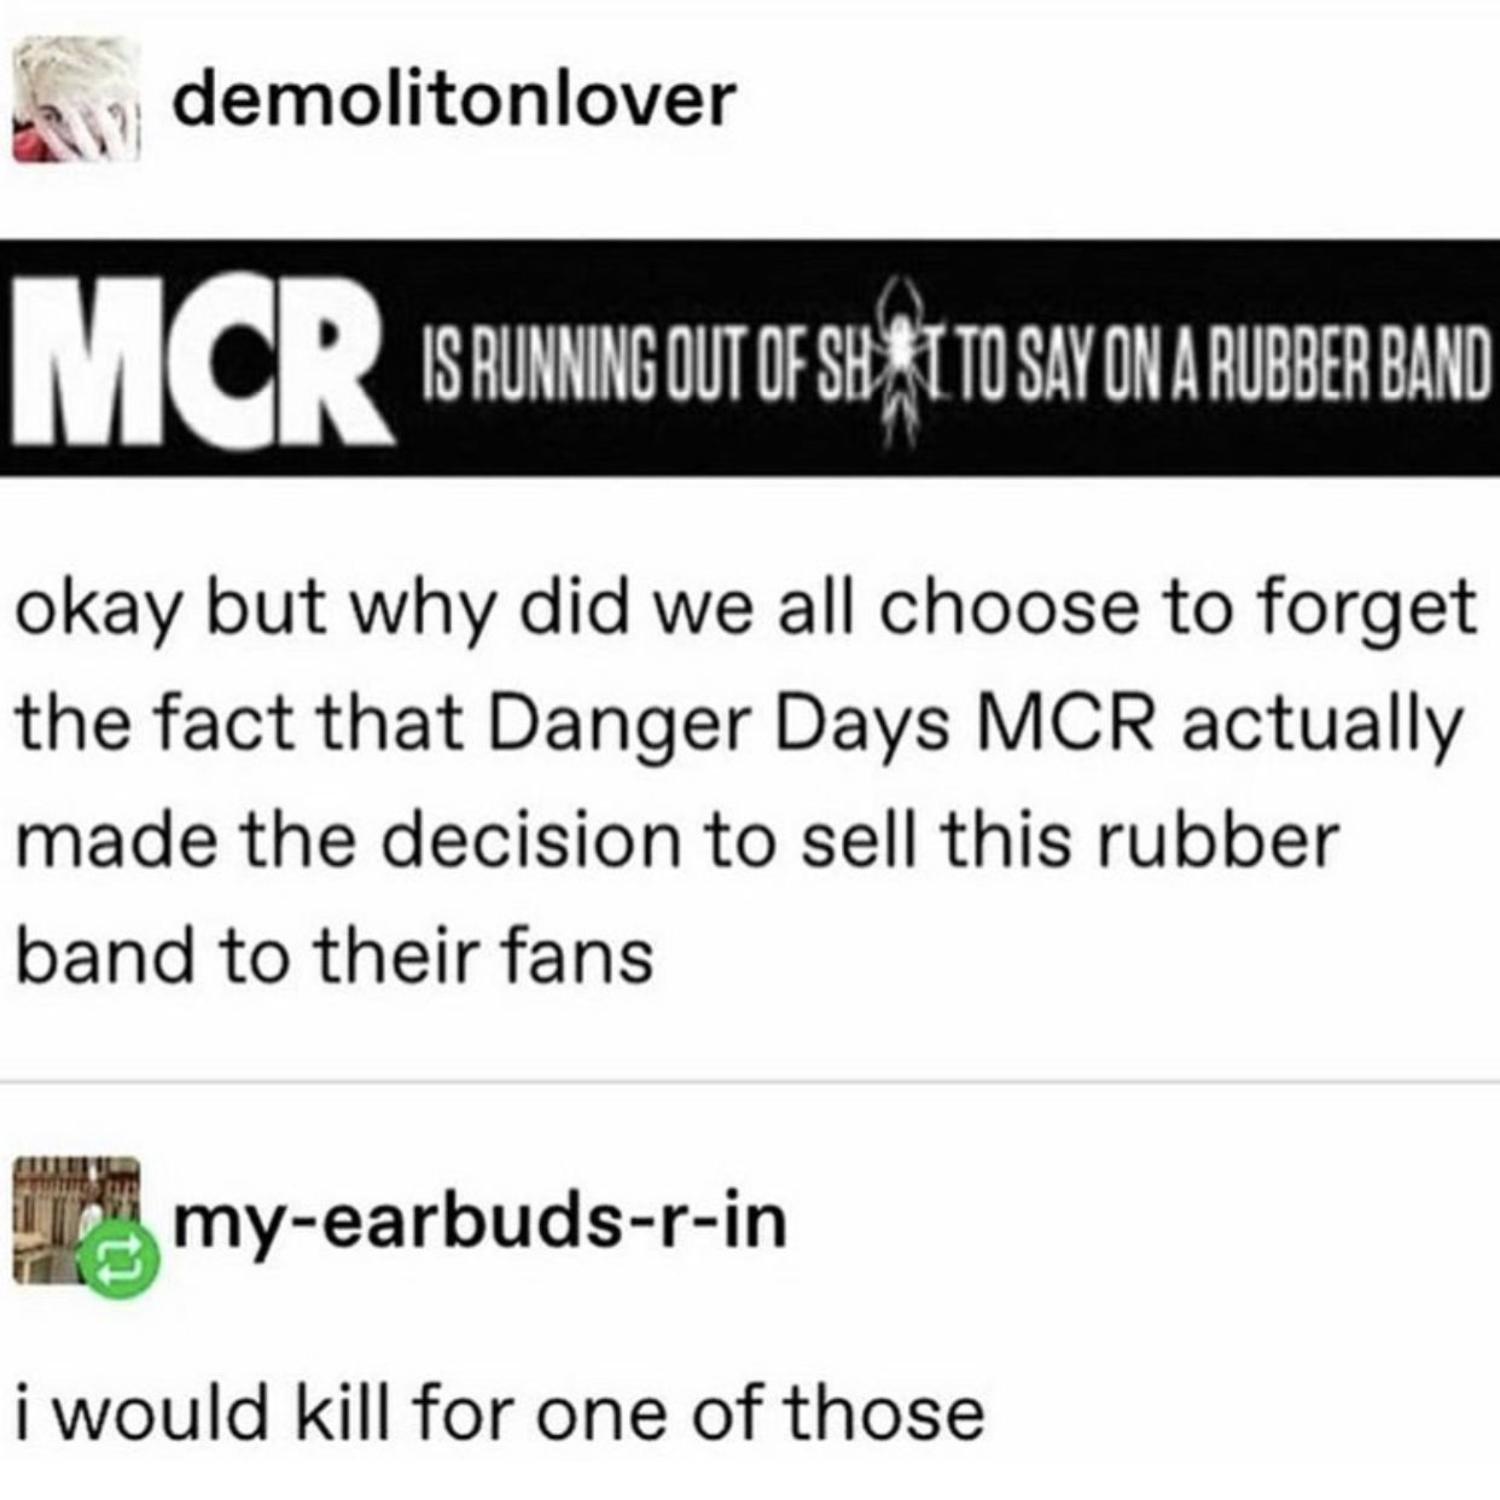 demolitonlover
MCR IS RUNNING OUT OF SH*T TO SAY ON A RUBBER BAND
okay but why did we all choose to forget
the fact that Danger Days MCR actually
made the decision to sell this rubber
band to their fans
my-earbuds-r-in
i would kill for one of those